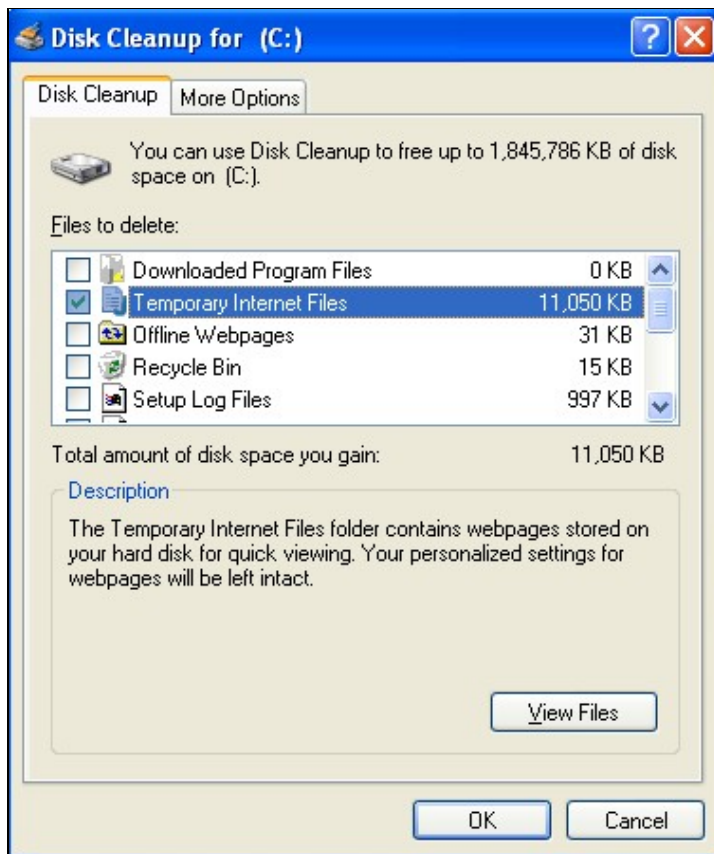 Disk Cleanup for (C:)
Disk Cleanup
More Options
You can use Disk Cleanup to free up to 1,845,786 KB of disk
space on (C:).
Files to delete:
Downloaded Program Files 0 KB
Temporary Internet Files 11,050 KB
Offline Webpages 31 KB
Recycle Bin 15 KB
Setup Log Files 997 KB
Total amount of disk space you gain: 11,050 KB
Description
The Temporary Internet Files folder contains webpages stored on
your hard disk for quick viewing. Your personalized settings for
webpages will be left intact.
View Files
OK Cancel